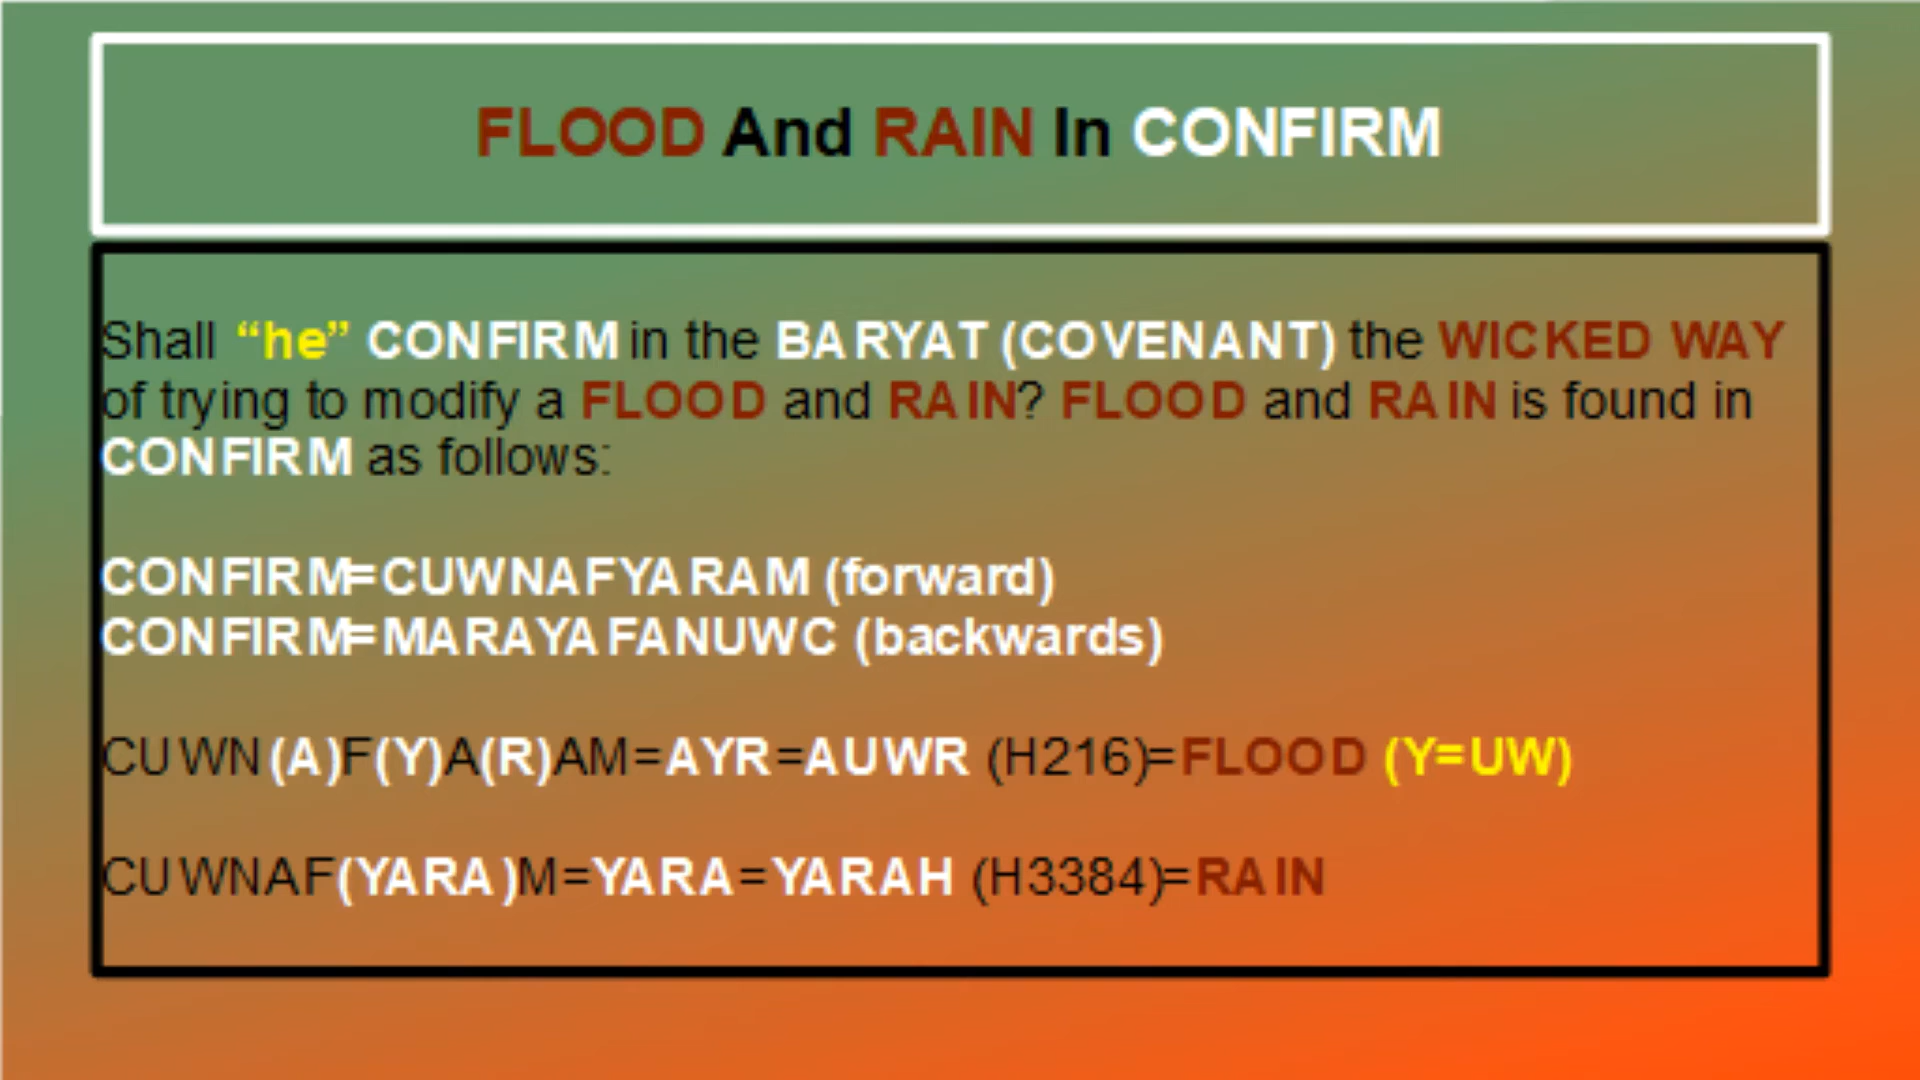 FLOOD And RAIN In CONFIRM
Shall “he” CONFIRM in the BARYAT (COVENANT) the WICKED WAY
of trying to modify a FLOOD and RAIN? FLOOD and RAIN is found in
CONFIRM as follows:
CONFIRM=CUWNAFYARAM (forward)
CONFIRM=MARAYAFANUWC (backwards)
CUWN(A)F(Y)A(R)AM=AYR=AUWR (H216)=FLOOD (Y=UW)
CUWNAF(YARA)M=YARA=YARAH (H3384)=RAIN